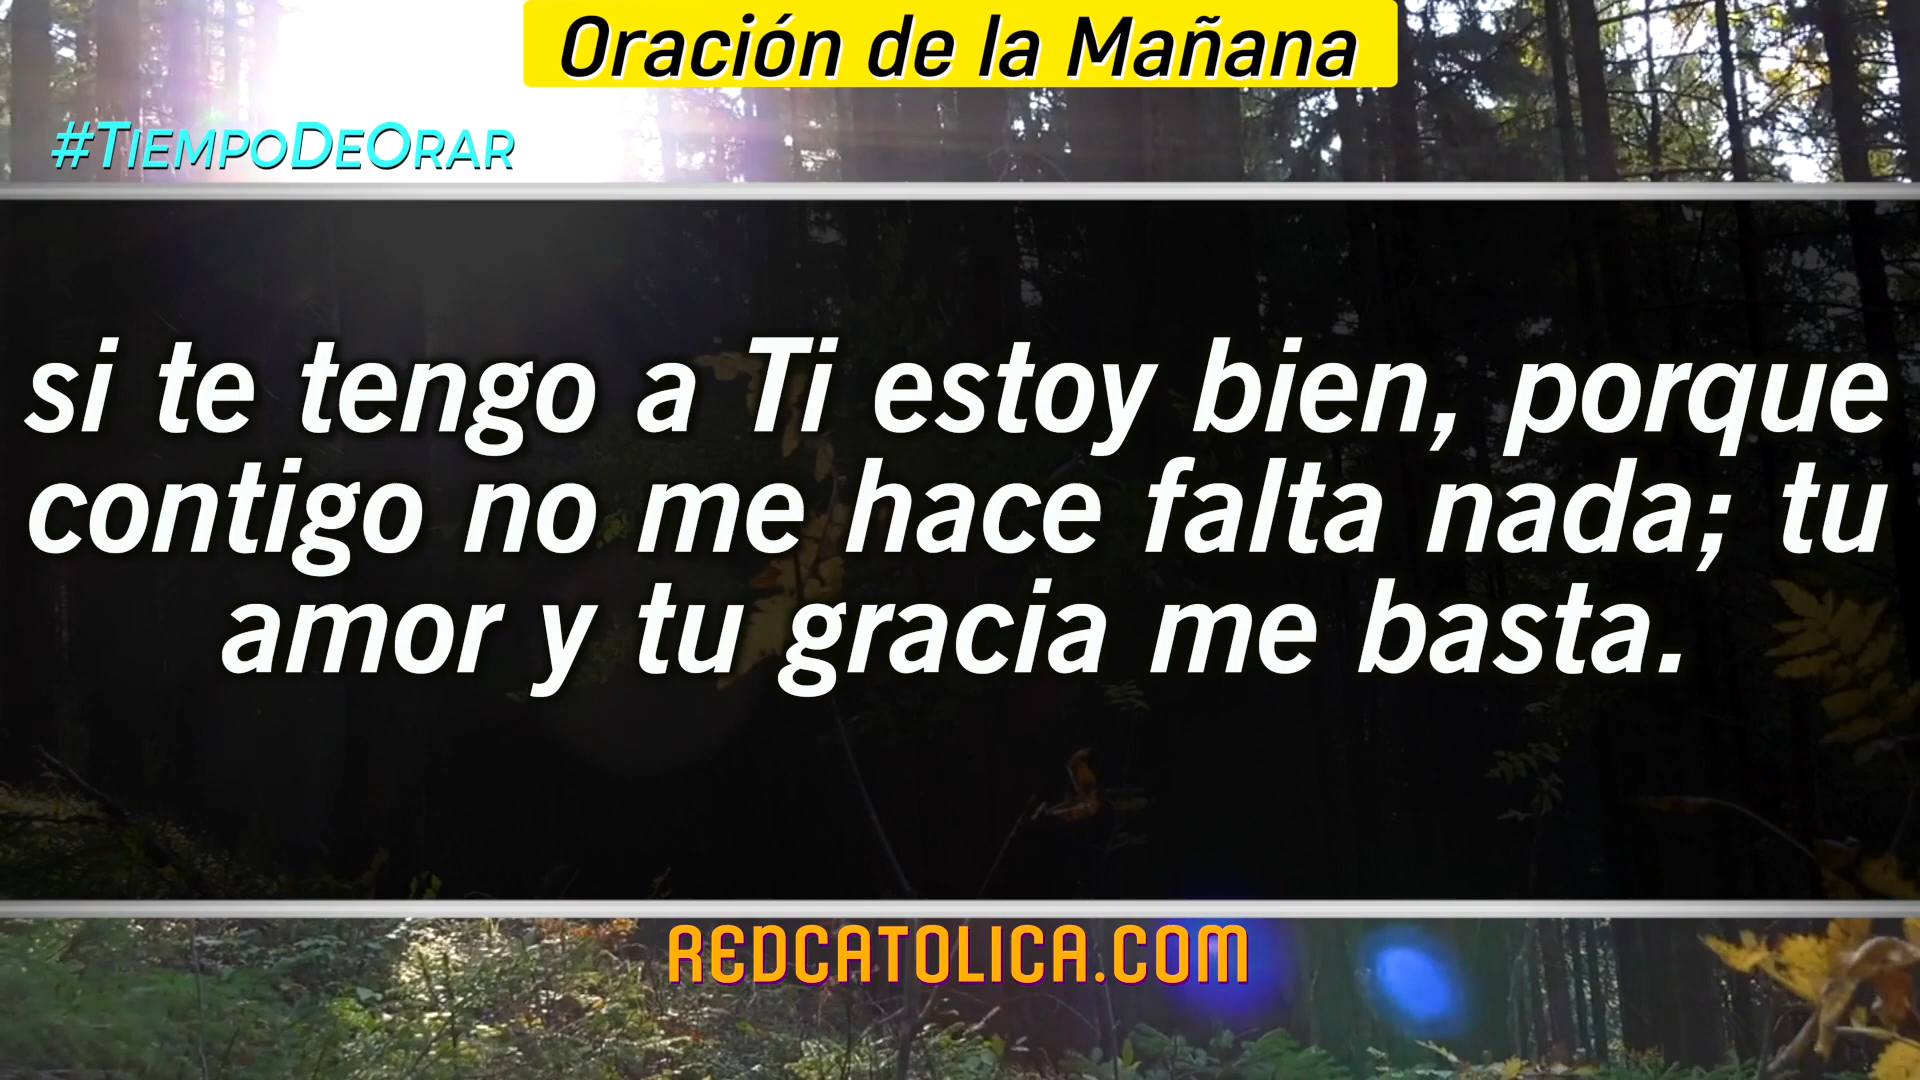 Oración de la Mañana
#TiempoDeOrar
si te tengo a Ti estoy bien, porque
contigo no me hace falta nada; tu
amor y tu gracia me basta.
REDCATOLICA.COM